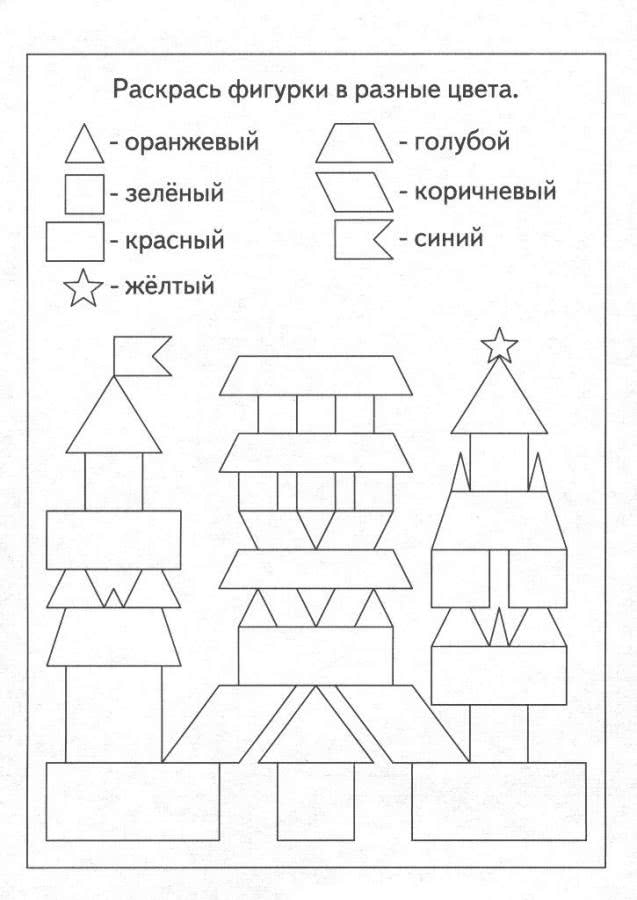 Раскрась фигурки в разные цвета.
- оранжевый
- зелёный
- красный
- жёлтый
- голубой
- коричневый
- синий